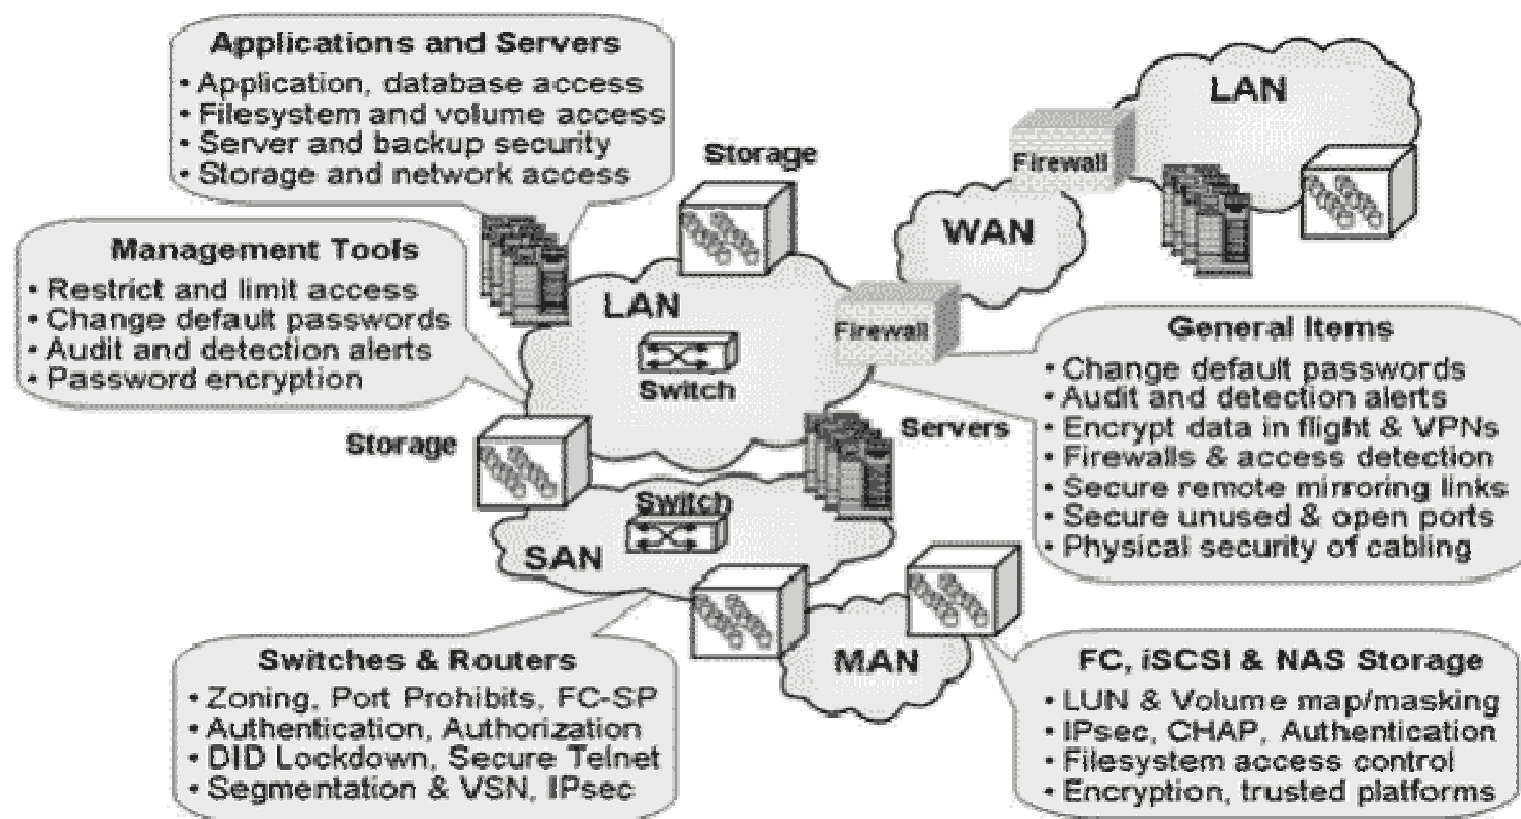 Applications and Servers
• Application, database access
• Filesystem and volume access
• Server and backup security
• Storage and network access
Storage
LAN
Firewall
WAN
Management Tools
• Restrict and limit access
• Change default passwords
• Audit and detection alerts
• Password encryption
LAN
Switch
Firewall
General Items
• Change default passwords
• Audit and detection alerts
• Encrypt data in flight & VPNs
• Firewalls & access detection
• Secure remote mirroring links
• Secure unused & open ports
• Physical security of cabling
Storage
Servers
Switch
SAN
MAN
Switches & Routers
• Zoning, Port Prohibits, FC-SP
• Authentication, Authorization
• DID Lockdown, Secure Telnet
• Segmentation & VSN, IPsec
FC, iSCSI & NAS Storage
• LUN & Volume map/masking
• IPsec, CHAP, Authentication
• Filesystem access control
• Encryption, trusted platforms